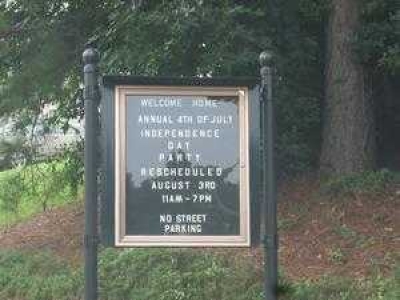 WELCOME HOME
ANNUAL 4TH OF JULY
INDEPENDENCE
DAY
PARTY
RESCHEDULED
AUGUST 3RD
11AM - 7PM
NO STREET
PARKING